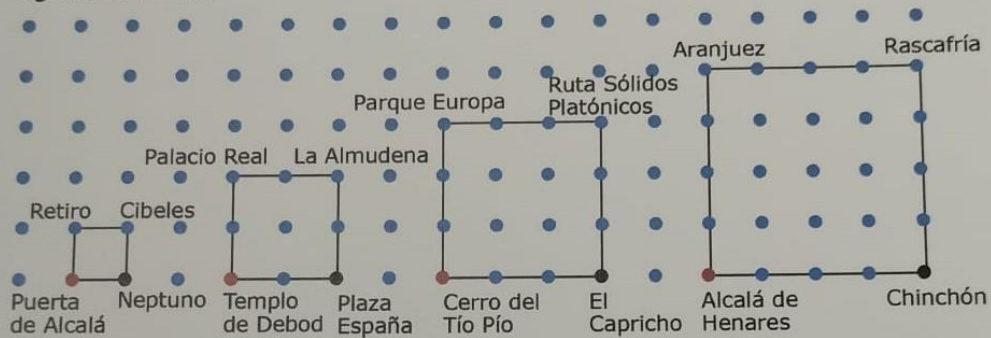 Aranjuez
Rascafría
Parque Europa
Ruta Sólidos
Platónicos
Palacio Real
La Almudena
Retiro
Cibeles
Puerta
de Alcalá
Neptuno
Templo
de Debod
Plaza
España
Cerro del
Tío Pío
El
Capricho
Alcalá de
Henares
Chinchón